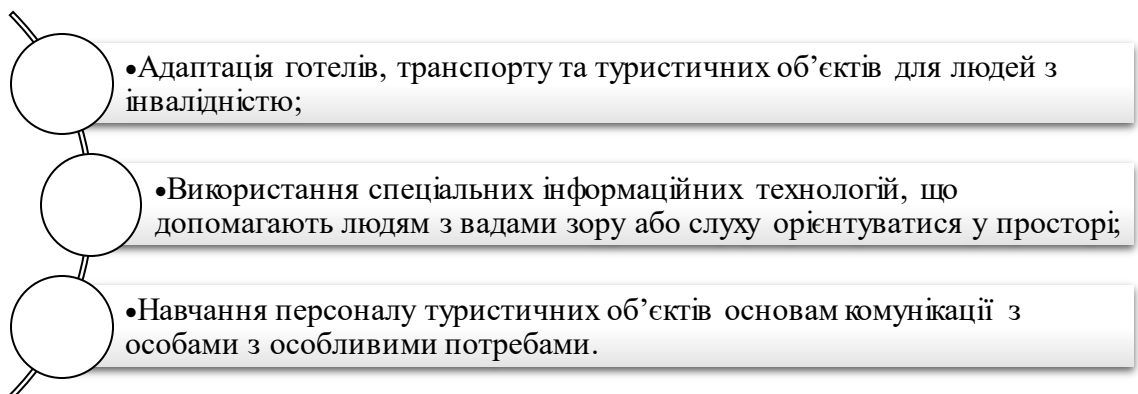 •Адаптація готелів, транспорту та туристичних об’єктів для людей з
інвалідністю;
•Використання спеціальних інформаційних технологій, що
допомагають людям з вадами зору або слуху орієнтуватися у просторі;
•Навчання персоналу туристичних об’єктів основам комунікації з
особами з особливими потребами.